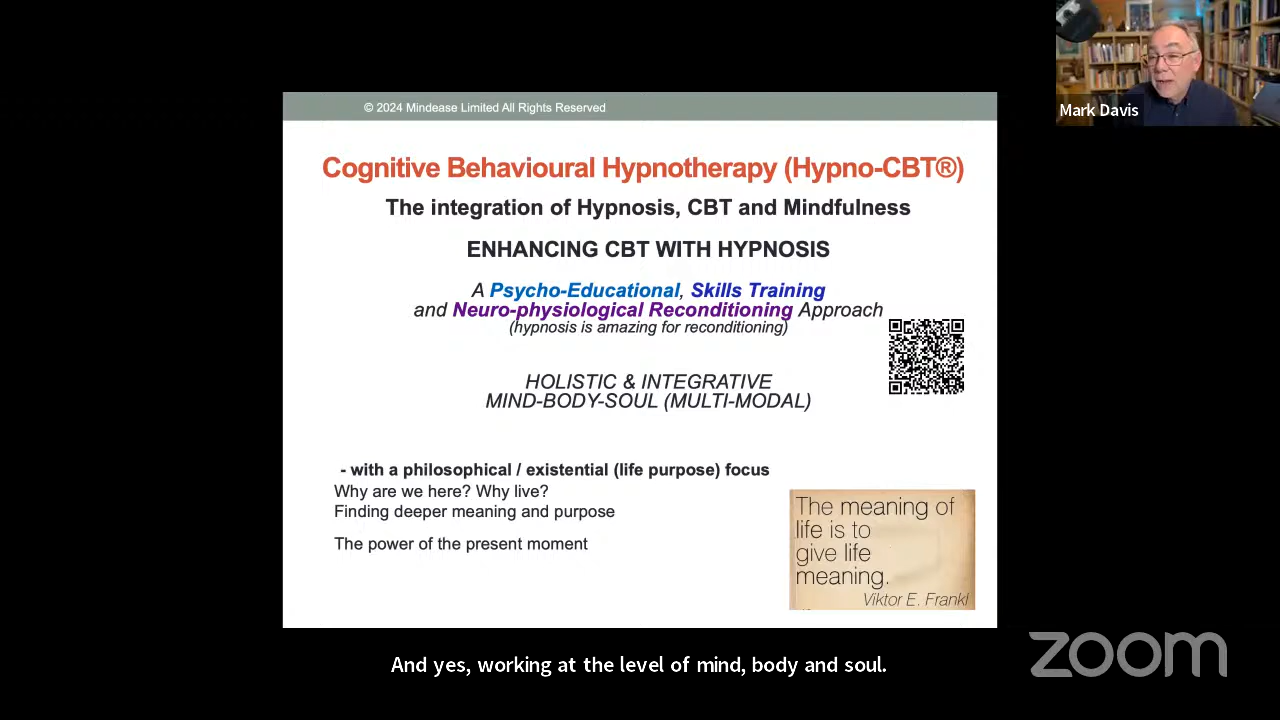 © 2024 Mindease Limited All Rights Reserved
Mark Davis
Cognitive Behavioural Hypnotherapy (Hypno-CBT®)
The integration of Hypnosis, CBT and Mindfulness
ENHANCING CBT WITH HYPNOSIS
A Psycho-Educational, Skills Training
and Neuro-physiological Reconditioning Approach
(hypnosis is amazing for reconditioning)
HOLISTIC & INTEGRATIVE
MIND-BODY-SOUL (MULTI-MODAL)
- with a philosophical / existential (life purpose) focus
Why are we here? Why live?
Finding deeper meaning and purpose
The power of the present moment
The meaning of
life is to
give life
meaning.
Viktor E. Frankl
And yes, working at the level of mind, body and soul.
zoom